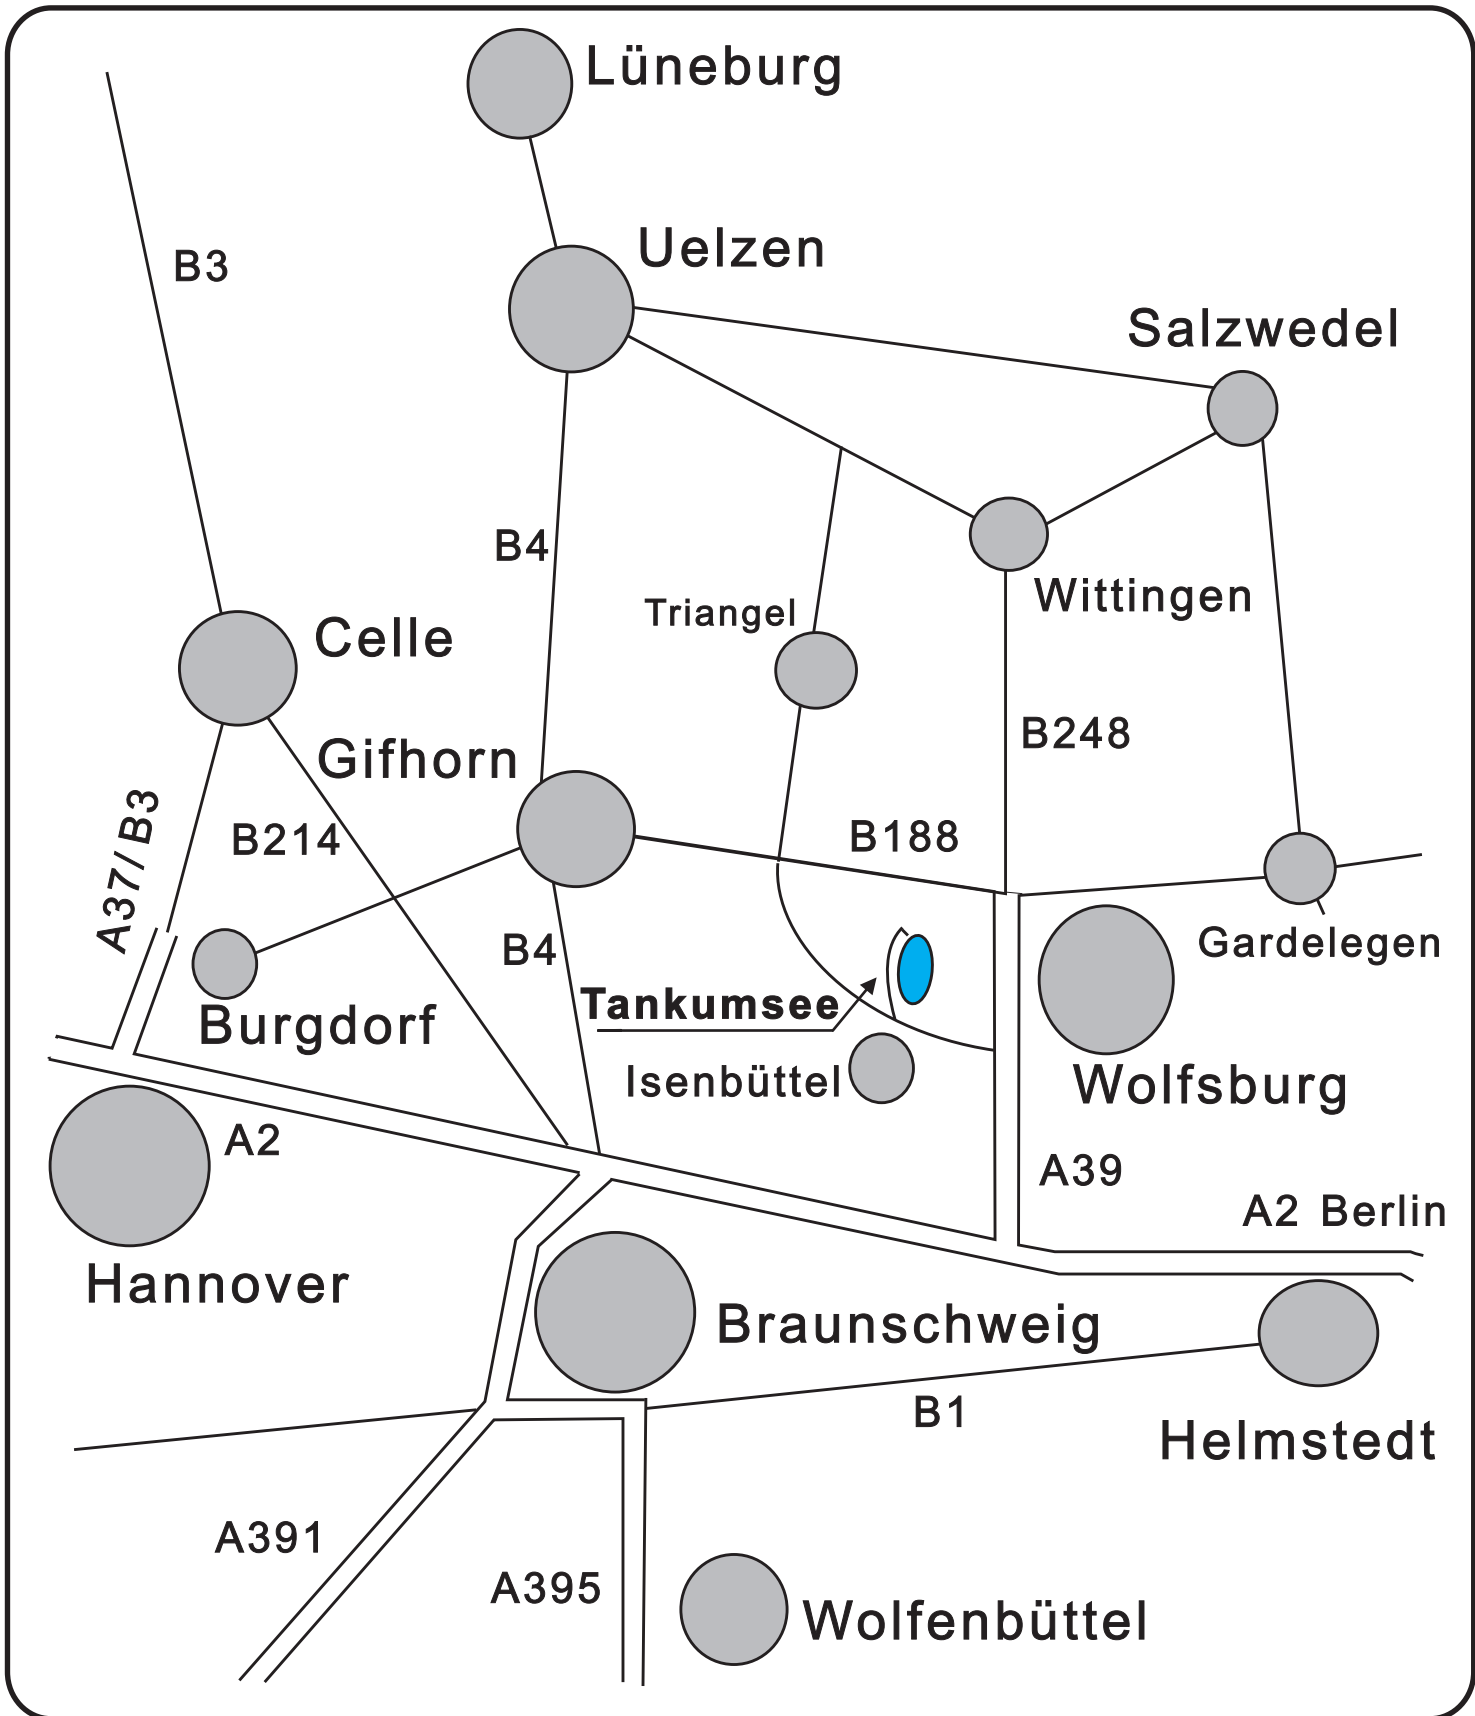 Lüneburg
Uelzen
B3
Salzwedel
B4
Wittingen
Triangel
Celle
B248
Gifhorn
A37/B3
B214
B188
Gardelegen
B4
Tankumsee
Burgdorf
Isenbüttel
Wolfsburg
A2
A39
A2 Berlin
Hannover
Braunschweig
B1
Helmstedt
A391
A395
Wolfenbüttel